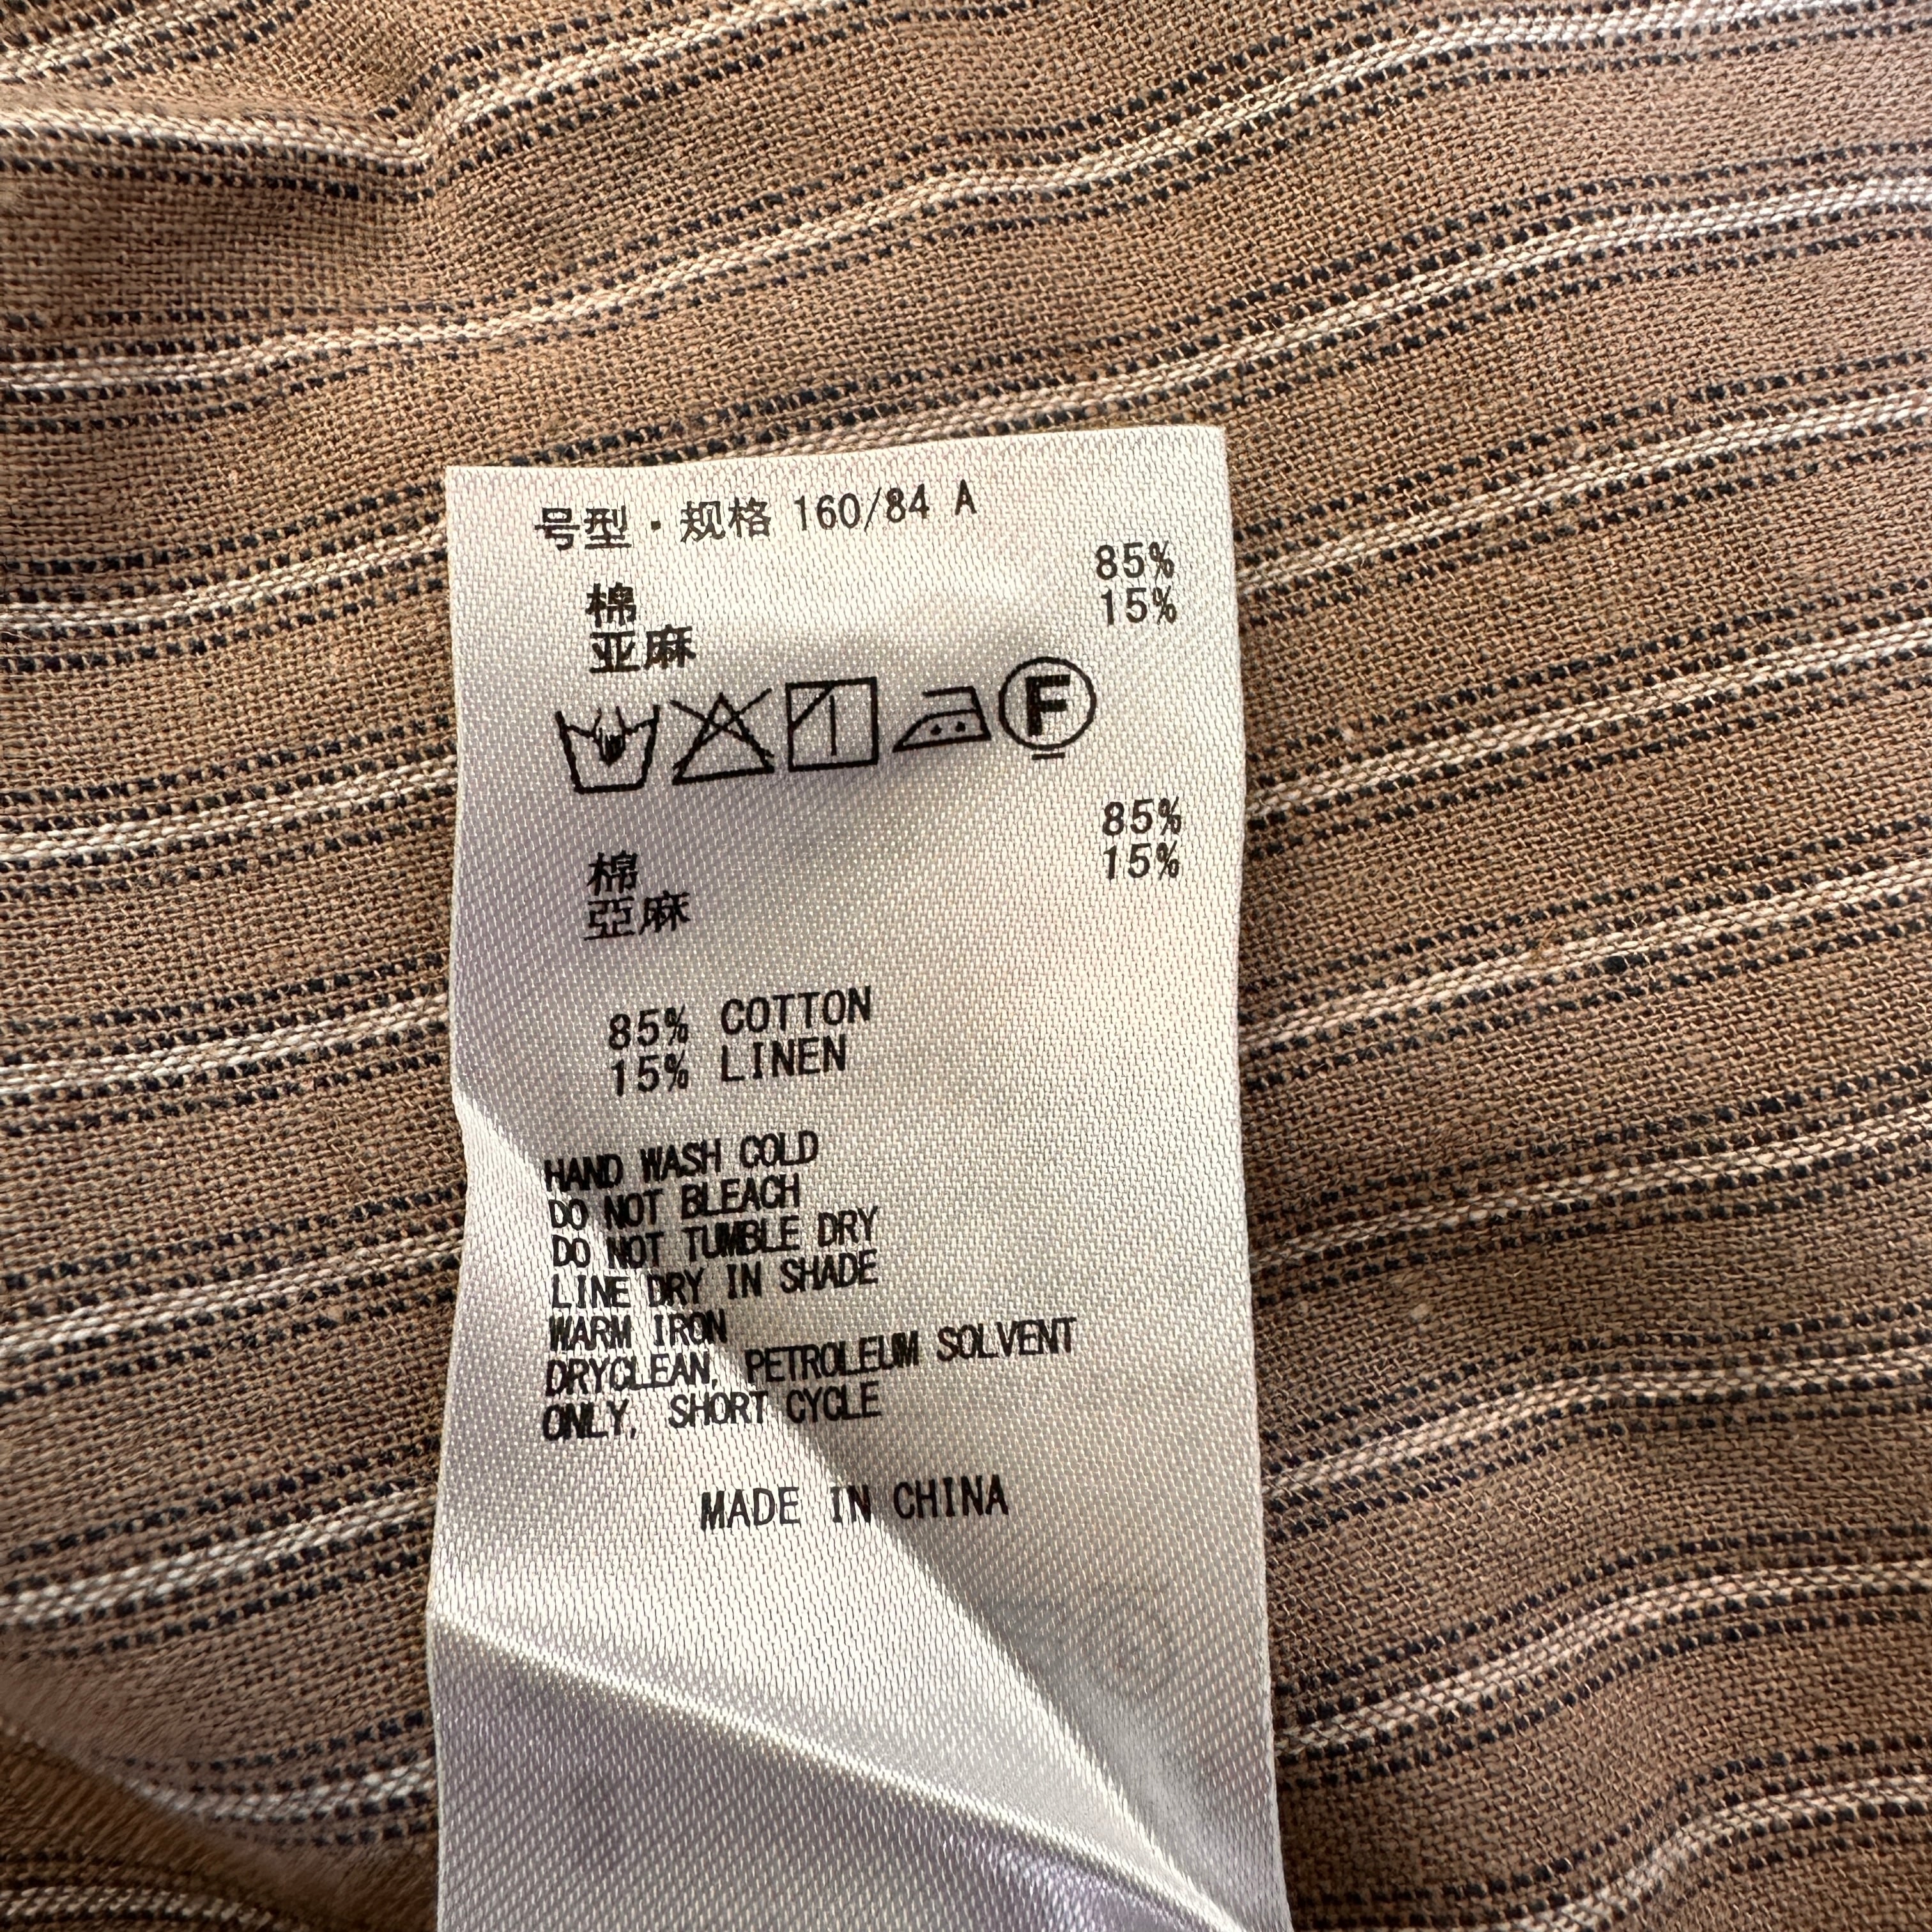 号型・规格 160/84 A
棉 85%
亚麻 15%
F
棉 85%
亞麻 15%
85% COTTON
15% LINEN
HAND WASH COLD
DO NOT BLEACH
DO NOT TUMBLE DRY
LINE DRY IN SHADE
WARM IRON
DRYCLEAN, PETROLEUM SOLVENT
ONLY, SHORT CYCLE
MADE IN CHINA